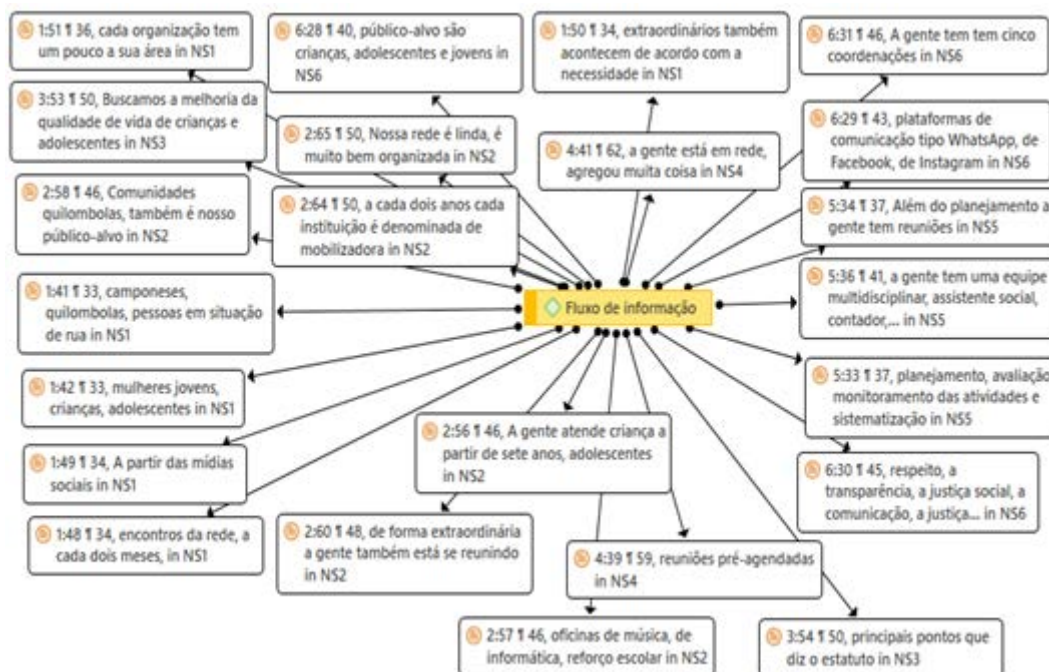 1:51 ¶ 36, cada organização tem
um pouco a sua área in NS1
6:28 ¶ 40, público-alvo são
crianças, adolescentes e jovens in
NS6
1:50 ¶ 34, extraordinários também
acontecem de acordo com a
necessidade in NS1
6:31 ¶ 46, A gente tem tem cinco
coordenações in NS6
3:53 ¶ 50, Buscamos a melhoria da
qualidade de vida de crianças e
adolescentes in NS3
2:65 ¶ 50, Nossa rede é linda, é
muito bem organizada in NS2
4:41 ¶ 62, a gente está em rede,
agregou muita coisa in NS4
6:29 ¶ 43, plataformas de
comunicação tipo WhatsApp, de
Facebook, de Instagram in NS6
2:58 ¶ 46, Comunidades
quilombolas, também é nosso
público-alvo in NS2
2:64 ¶ 50, a cada dois anos cada
instituição é denominada de
mobilizadora in NS2
5:34 ¶ 37, Além do planejamento a
gente tem reuniões in NS5
1:41 ¶ 33, camponeses,
quilombolas, pessoas em situação
de rua in NS1
Fluxo de informação
5:36 ¶ 41, a gente tem uma equipe
multidisciplinar, assistente social,
contador,... in NS5
1:42 ¶ 33, mulheres jovens,
crianças, adolescentes in NS1
5:33 ¶ 37, planejamento, avaliação,
monitoramento das atividades e
sistematização in NS5
1:49 ¶ 34, A partir das mídias
sociais in NS1
2:56 ¶ 46, A gente atende criança a
partir de sete anos, adolescentes
in NS2
6:30 ¶ 45, respeito, a
transparência, a justiça social, a
comunicação, a justiça... in NS6
1:48 ¶ 34, encontros da rede, a
cada dois meses, in NS1
2:60 ¶ 48, de forma extraordinária
a gente também está se reunindo
in NS2
4:39 ¶ 59, reuniões pré-agendadas
in NS4
2:57 ¶ 46, oficinas de música, de
informática, reforço escolar in NS2
3:54 ¶ 50, principais pontos que
diz o estatuto in NS3